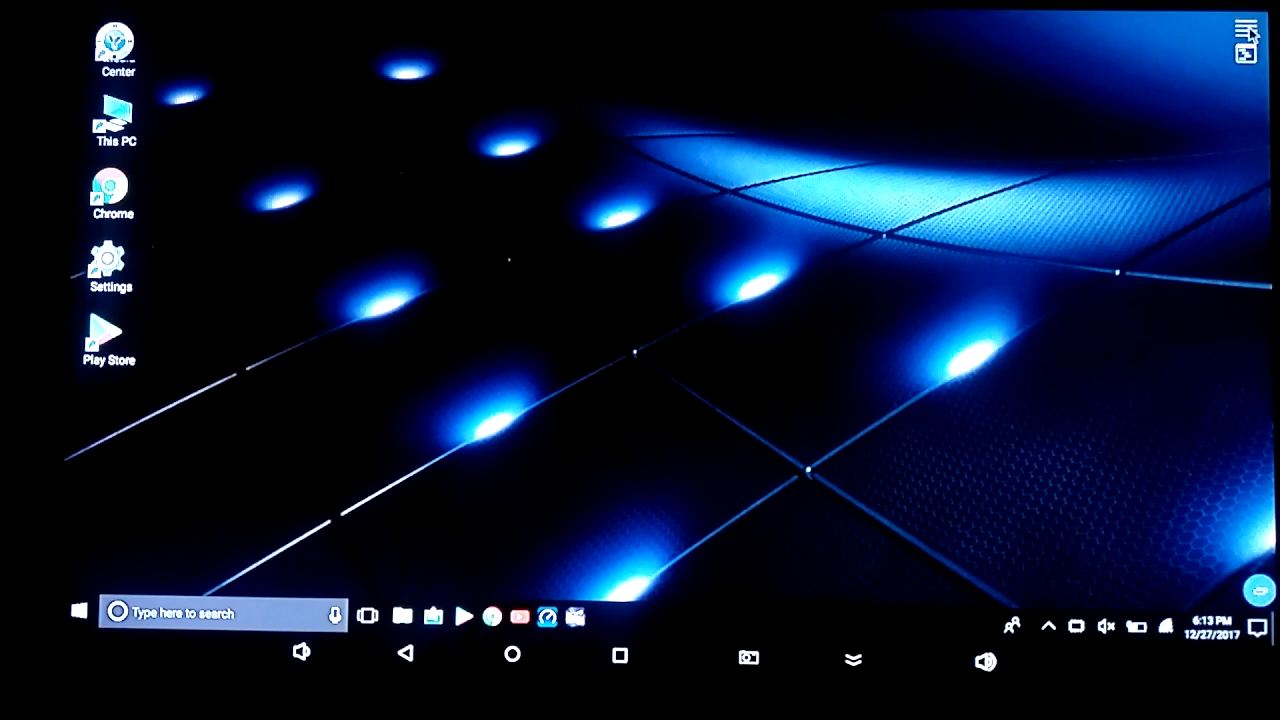 Center
This PC
Chrome
Settings
Play Store
Type here to search
6:13 PM
12/27/2017